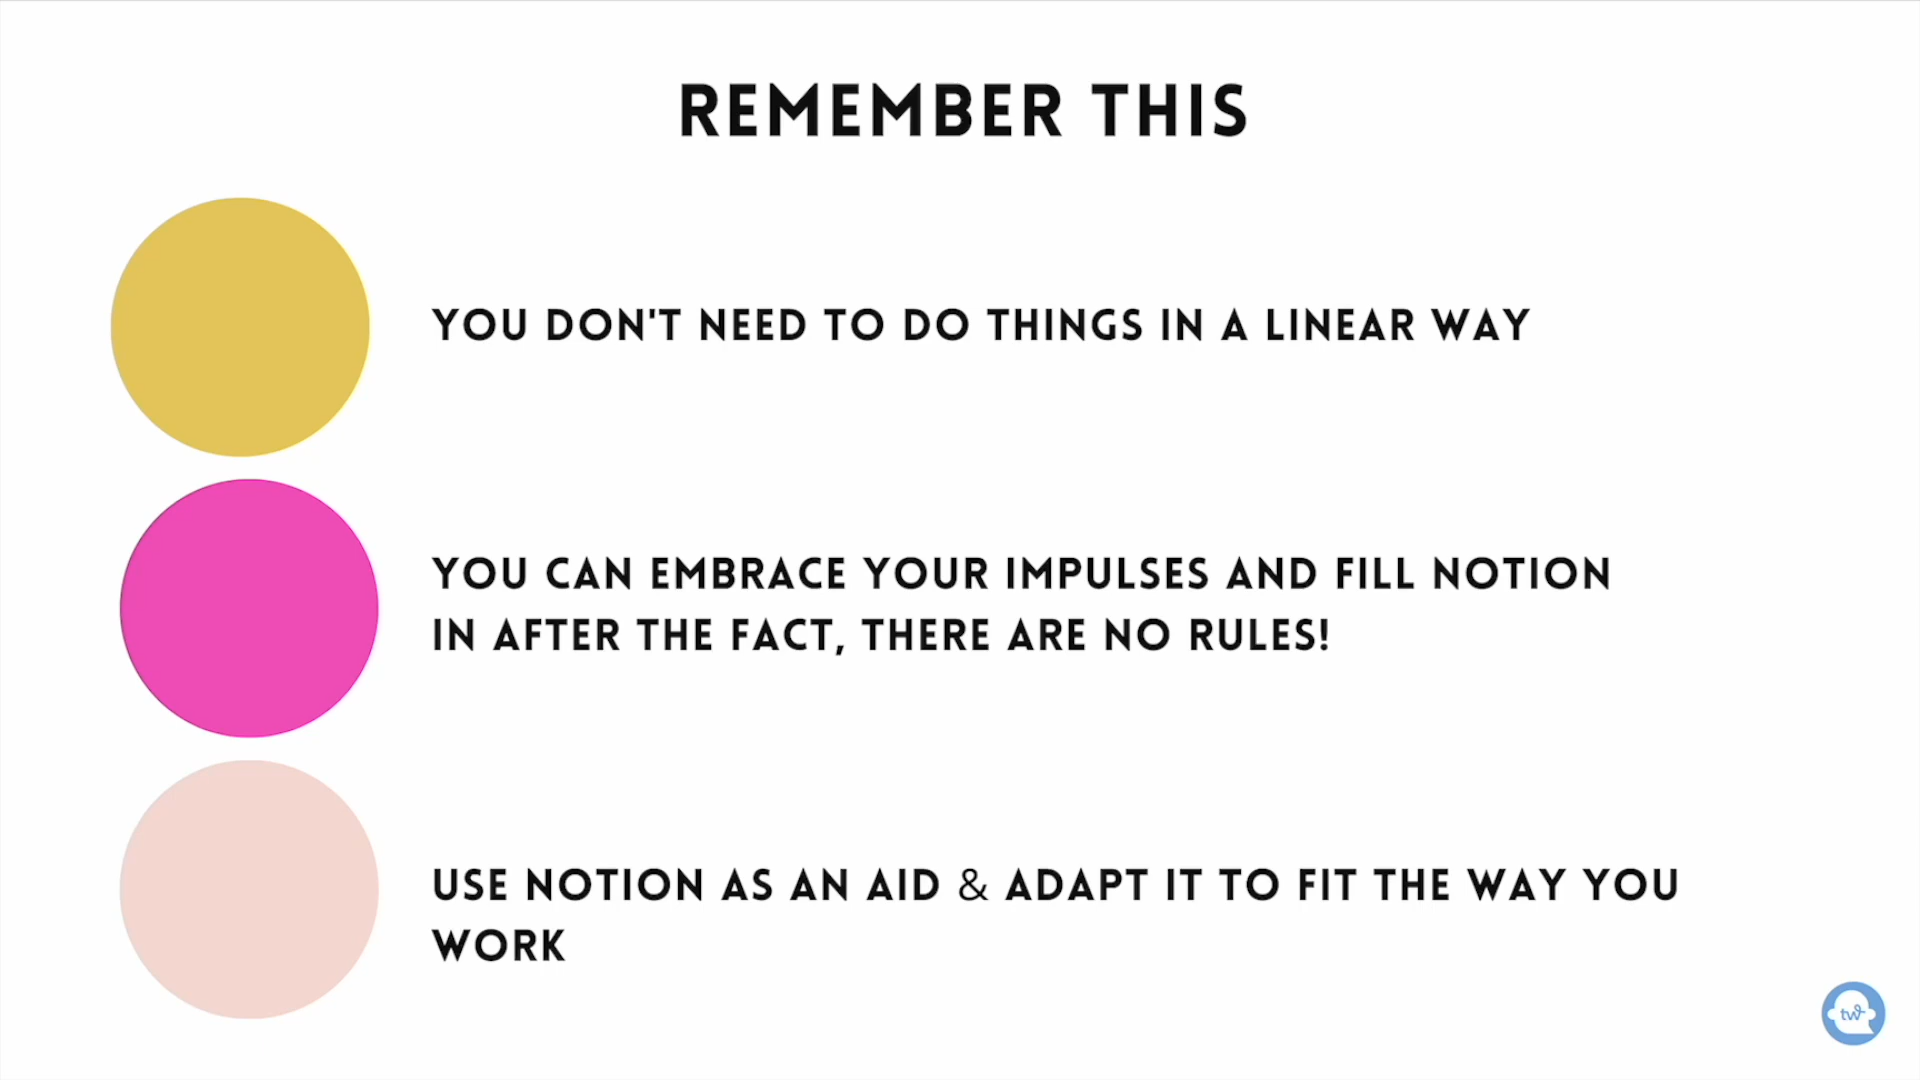 REMEMBER THIS
YOU DON'T NEED TO DO THINGS IN A LINEAR WAY
YOU CAN EMBRACE YOUR IMPULSES AND FILL NOTION
IN AFTER THE FACT, THERE ARE NO RULES!
USE NOTION AS AN AID & ADAPT IT TO FIT THE WAY YOU
WORK
tw